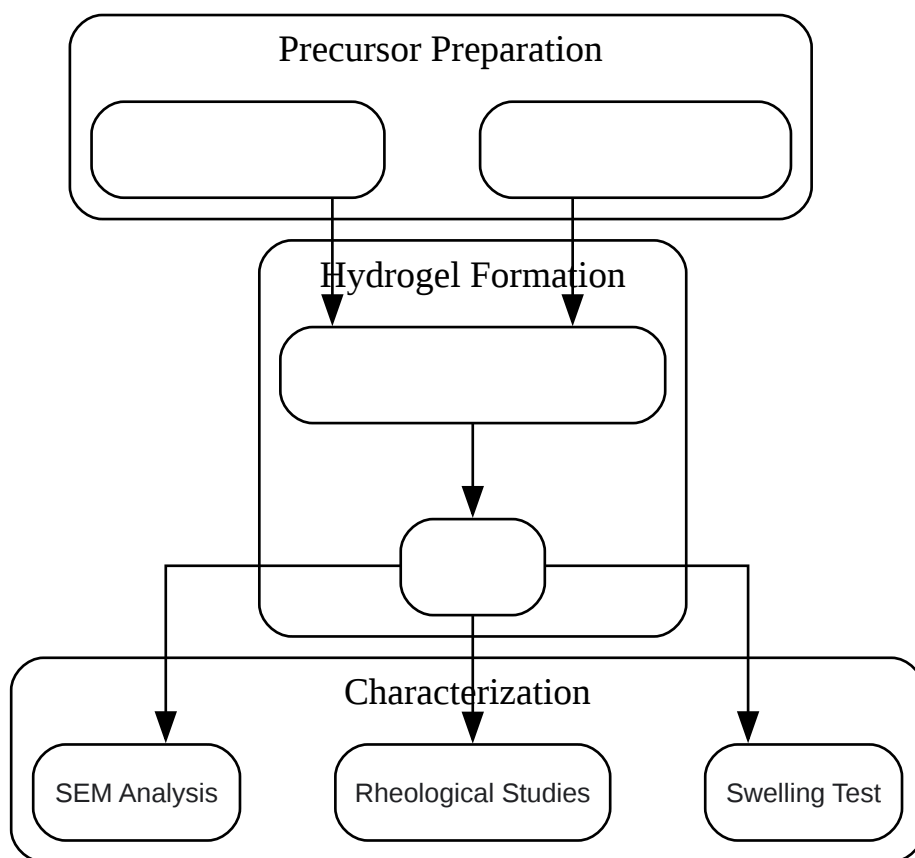 Precursor Preparation
Hydrogel Formation
Characterization
SEM Analysis
Rheological Studies
Swelling Test